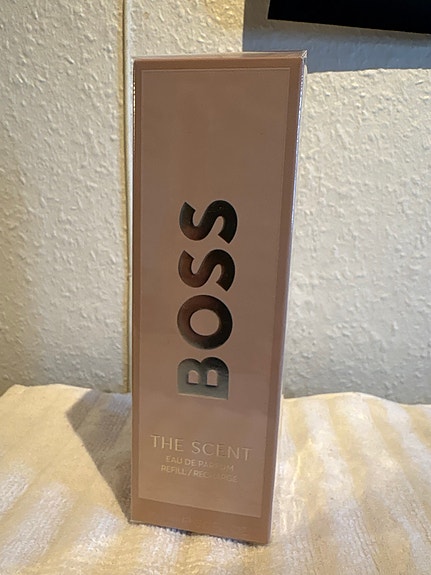 BOSS
THE SCENT
EAU DE PARFUM
REFILL / RECHARGE